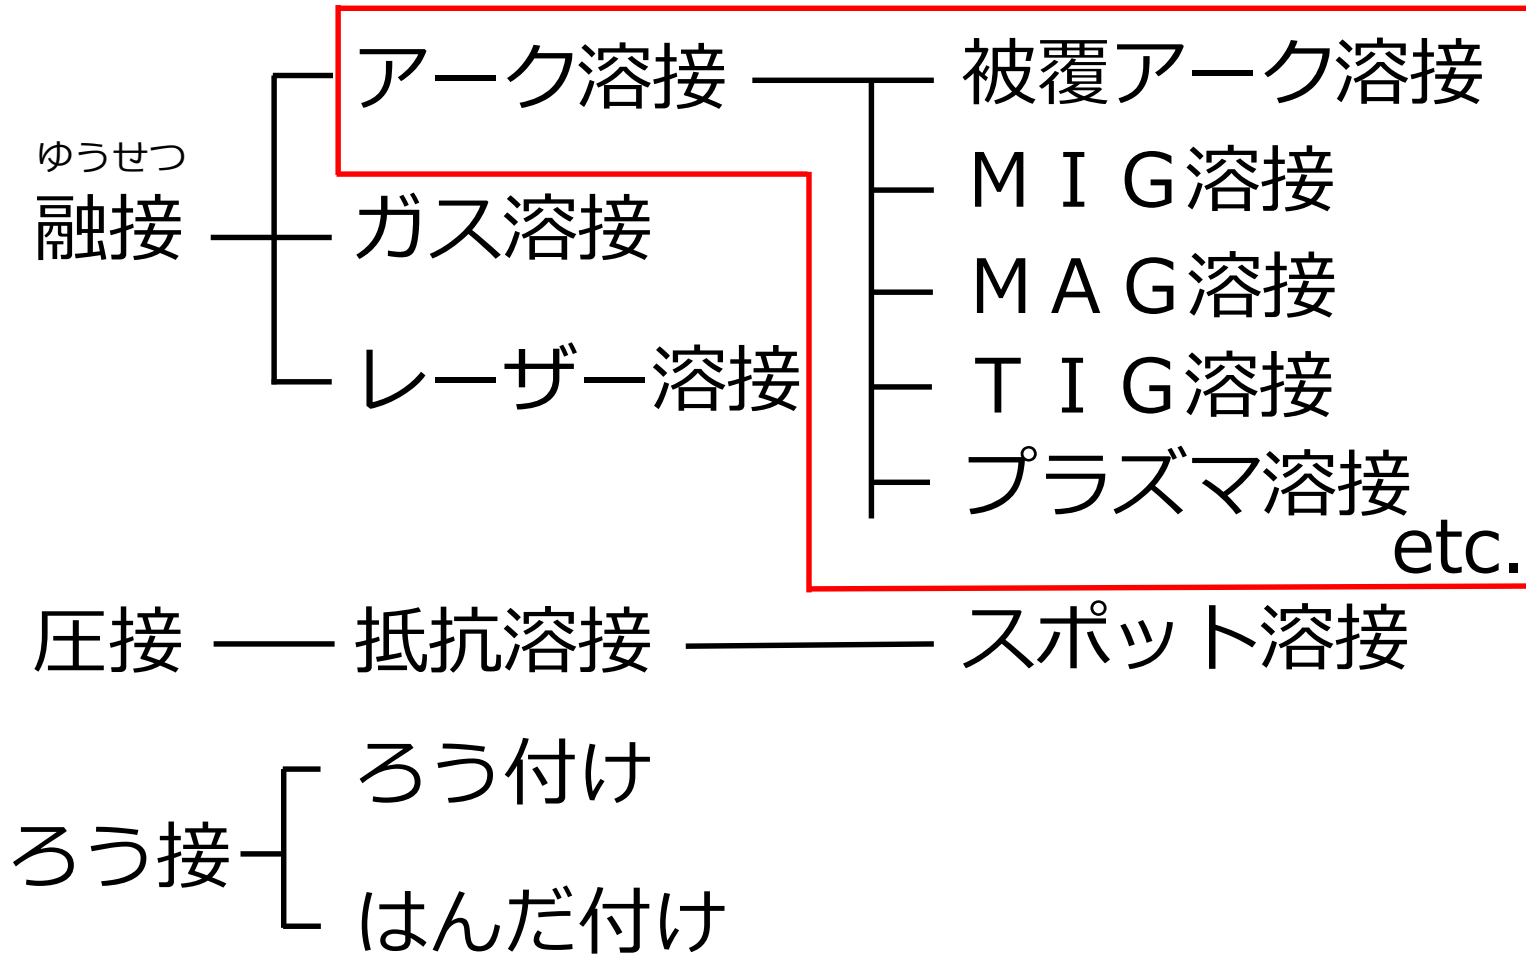 アーク溶接
被覆アーク溶接
ＭＩＧ溶接
ゆうせつ
融接
ガス溶接
ＭＡＧ溶接
レーザー溶接
ＴＩＧ溶接
プラズマ溶接
etc.
圧接
抵抗溶接
スポット溶接
ろう接
ろう付け
はんだ付け